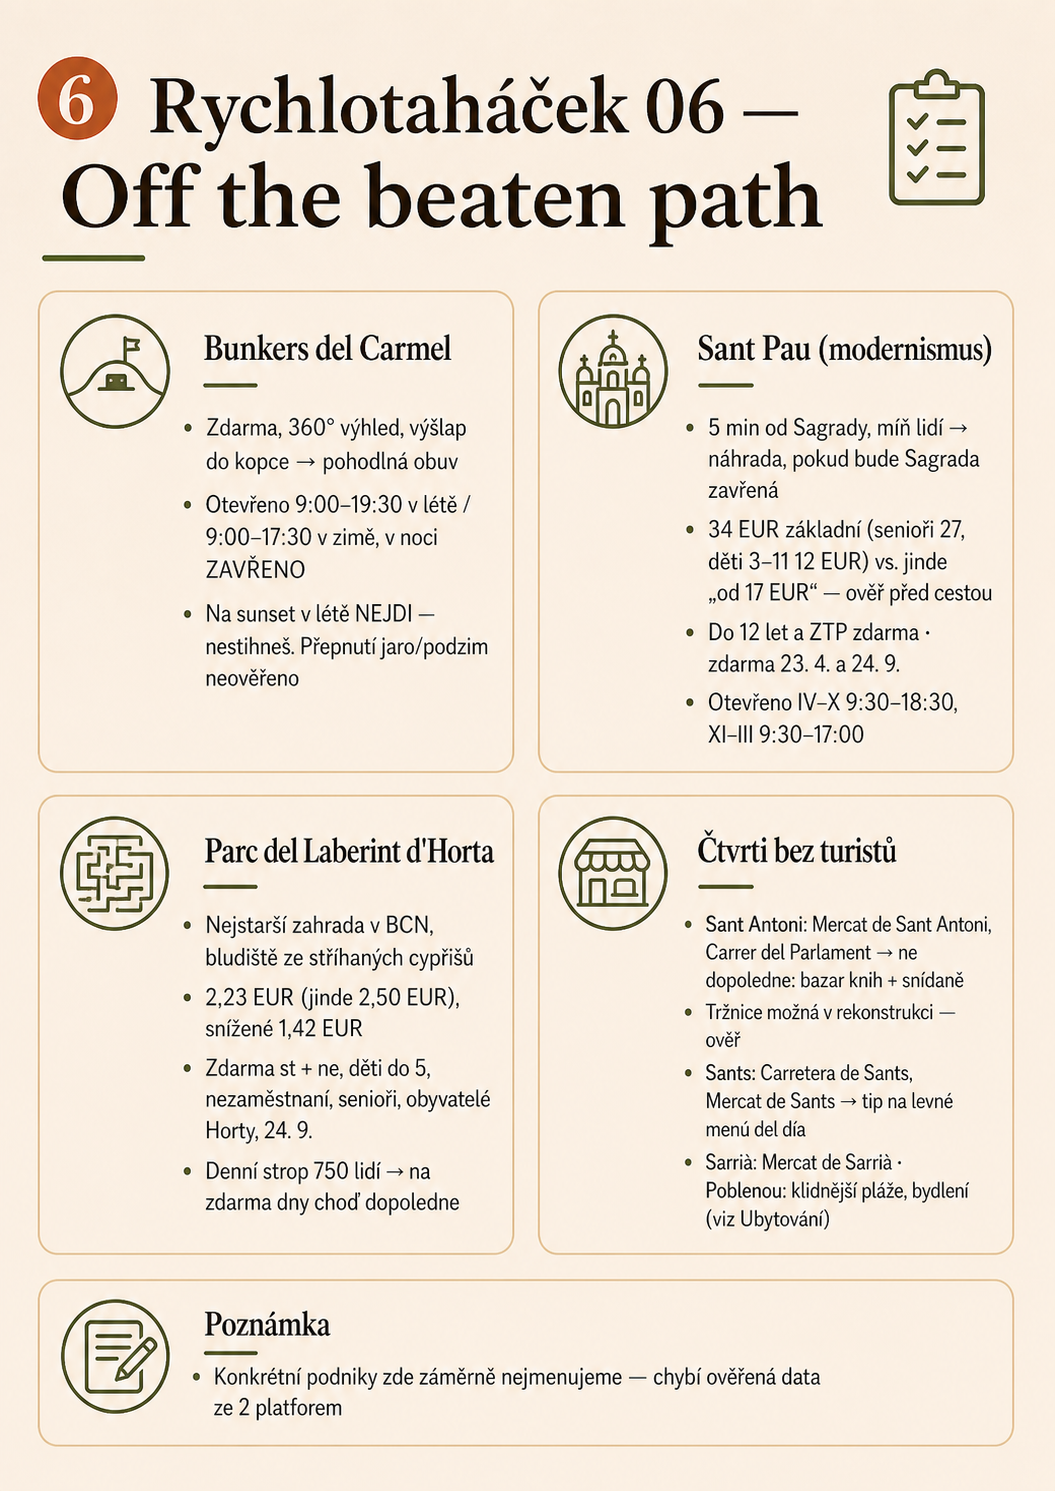 6
Rychlotaháček 06 —
Off the beaten path
Bunkers del Carmel
• Zdarma, 360° výhled, výšlap
do kopce → pohodlná obuv
• Otevřeno 9:00–19:30 v létě /
9:00–17:30 v zimě, v noci
ZAVŘENO
• Na sunset v létě NEJDI —
nestihneš. Přepnutí jaro/podzim
neověřeno
Sant Pau (modernismus)
• 5 min od Sagrady, míň lidí →
náhrada, pokud bude Sagrada
zavřená
• 34 EUR základní (senioři 27,
děti 3–11 12 EUR) vs. jinde
„od 17 EUR“ — ověř před cestou
• Do 12 let a ZTP zdarma ·
zdarma 23. 4. a 24. 9.
• Otevřeno IV–X 9:30–18:30,
XI–III 9:30–17:00
Parc del Laberint d'Horta
• Nejstarší zahrada v BCN,
bludiště ze stříhaných cypřišů
• 2,23 EUR (jinde 2,50 EUR),
snížené 1,42 EUR
• Zdarma st + ne, děti do 5,
nezaměstnaní, senioři, obyvatelé
Horty, 24. 9.
• Denní strop 750 lidí → na
zdarma dny choď dopoledne
Čtvrti bez turistů
• Sant Antoni: Mercat de Sant Antoni,
Carrer del Parlament → ne
dopoledne: bazar knih + snídaně
• Tržnice možná v rekonstrukci —
ověř
• Sants: Carretera de Sants,
Mercat de Sants → tip na levné
menú del día
• Sarrià: Mercat de Sarrià ·
Poblenou: klidnější pláže, bydlení
(viz Ubytování)
Poznámka
• Konkrétní podniky zde záměrně nejmenujeme — chybí ověřená data
ze 2 platforem